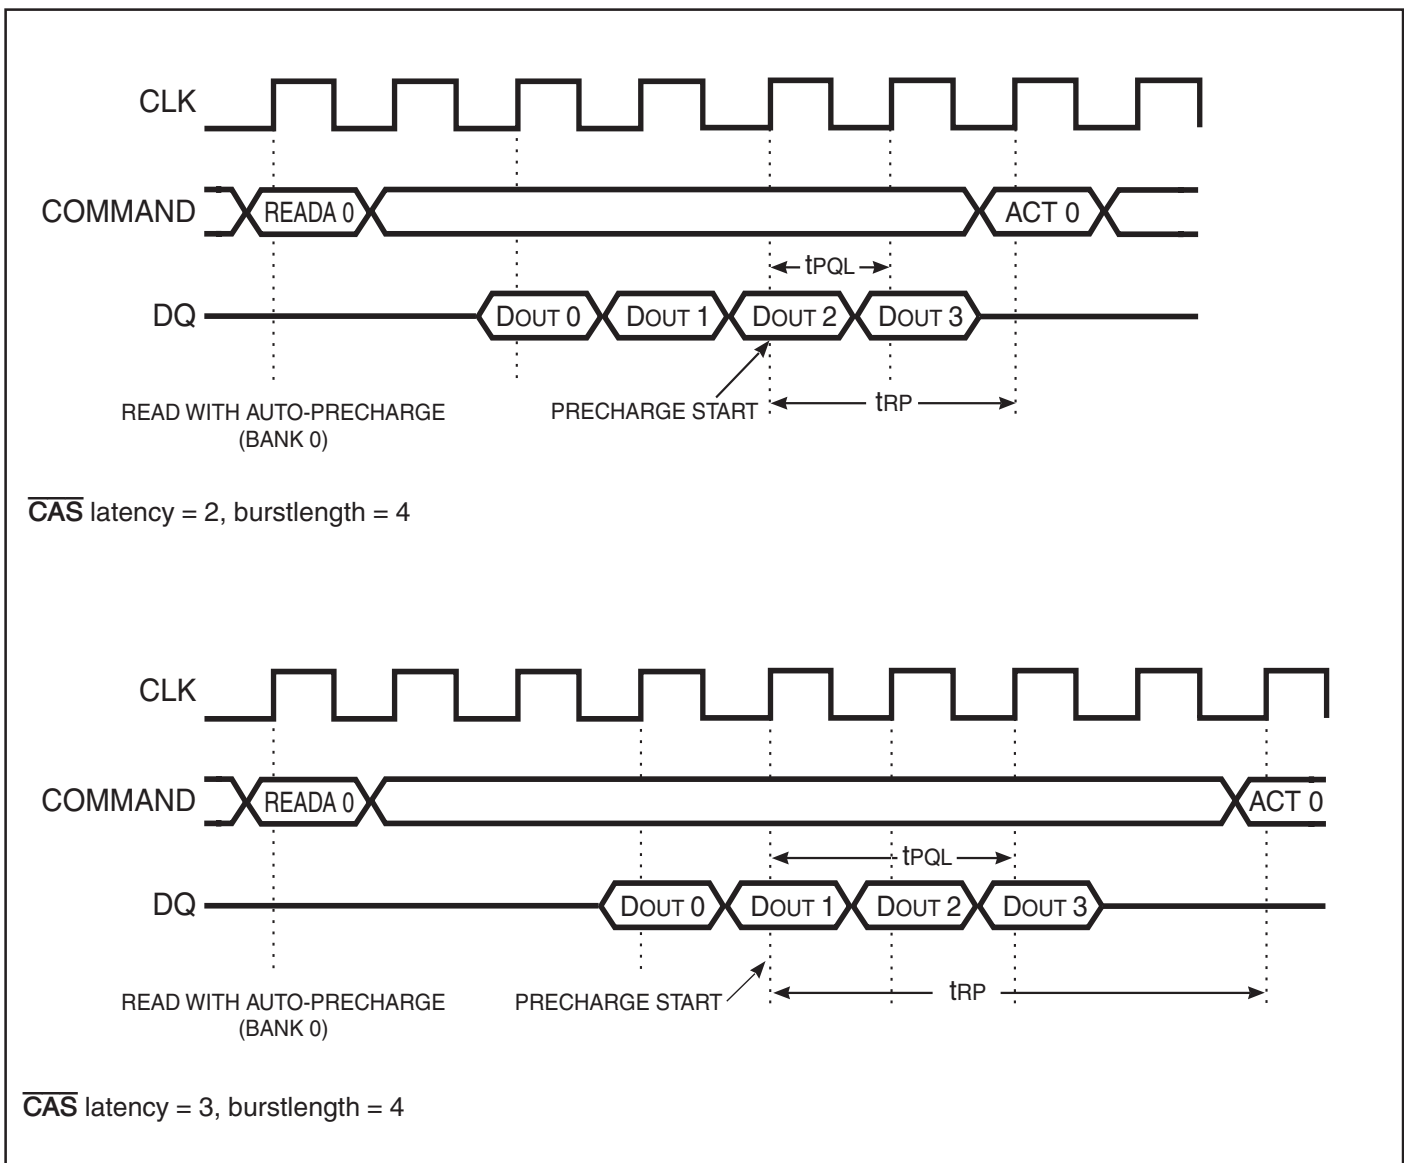 CLK
COMMAND READA 0 ACT 0
tPQL
DQ DOUT 0 DOUT 1 DOUT 2 DOUT 3
READ WITH AUTO-PRECHARGE
(BANK 0)
PRECHARGE START
tRP
CAS latency = 2, burstlength = 4
CLK
COMMAND READA 0 ACT 0
tPQL
DQ DOUT 0 DOUT 1 DOUT 2 DOUT 3
READ WITH AUTO-PRECHARGE
(BANK 0)
PRECHARGE START
tRP
CAS latency = 3, burstlength = 4